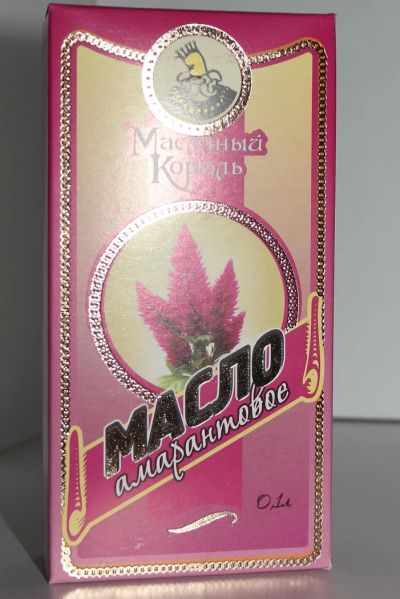 Масляный
Король
МАСЛО
амарантовое
0,1л